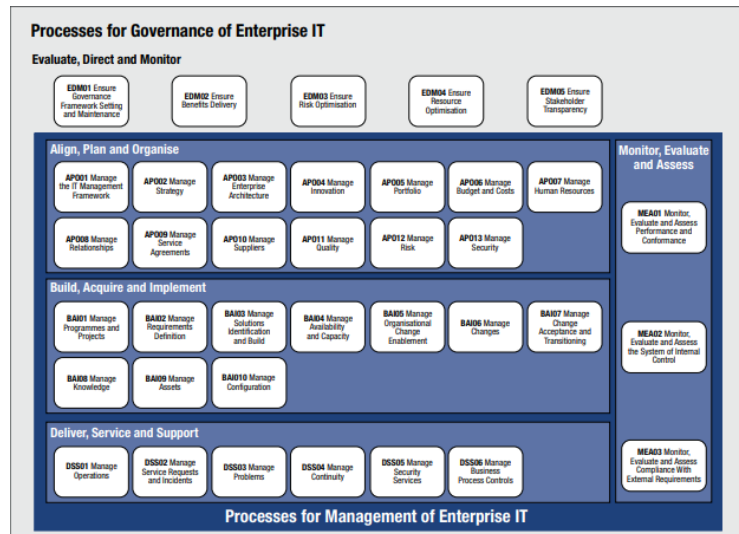 Processes for Governance of Enterprise IT
Evaluate, Direct and Monitor
EDM01 Ensure
Governance
Framework Setting
and Maintenance
EDM02 Ensure
Benefits Delivery
EDM03 Ensure
Risk Optimisation
EDM04 Ensure
Resource
Optimisation
EDM05 Ensure
Stakeholder
Transparency
Align, Plan and Organise
APO01 Manage
the IT Management
Framework
APO02 Manage
Strategy
APO03 Manage
Enterprise
Architecture
APO04 Manage
Innovation
APO05 Manage
Portfolio
APO06 Manage
Budget and Costs
APO07 Manage
Human Resources
APO08 Manage
Relationships
APO09 Manage
Service
Agreements
APO10 Manage
Suppliers
APO11 Manage
Quality
APO12 Manage
Risk
APO13 Manage
Security
Build, Acquire and Implement
BAI01 Manage
Programmes and
Projects
BAI02 Manage
Requirements
Definition
BAI03 Manage
Solutions
Identification
and Build
BAI04 Manage
Availability
and Capacity
BAI05 Manage
Organisational
Change
Enablement
BAI06 Manage
Changes
BAI07 Manage
Change
Acceptance and
Transitioning
BAI08 Manage
Knowledge
BAI09 Manage
Assets
BAI010 Manage
Configuration
Deliver, Service and Support
DSS01 Manage
Operations
DSS02 Manage
Service Requests
and Incidents
DSS03 Manage
Problems
DSS04 Manage
Continuity
DSS05 Manage
Security
Services
DSS06 Manage
Business
Process Controls
Monitor, Evaluate
and Assess
MEA01 Monitor,
Evaluate and Assess
Performance and
Conformance
MEA02 Monitor,
Evaluate and Assess
the System of Internal
Control
MEA03 Monitor,
Evaluate and Assess
Compliance With
External Requirements
Processes for Management of Enterprise IT